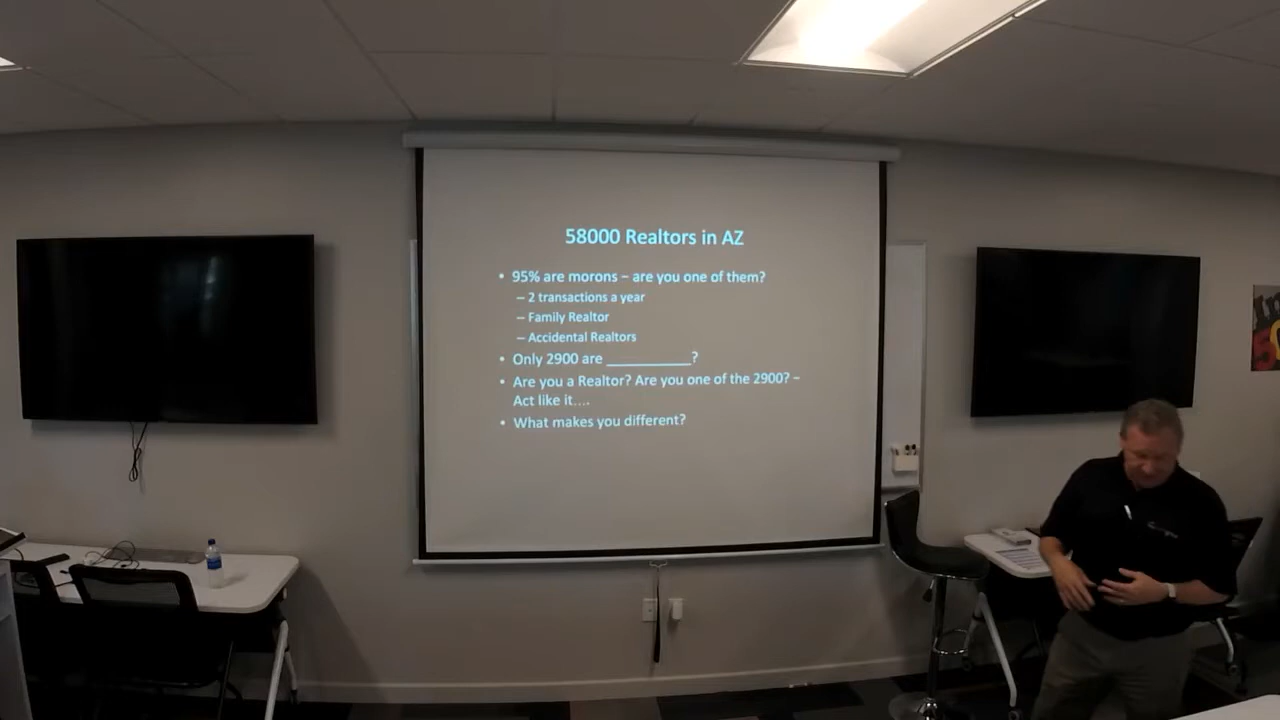 58000 Realtors in AZ
• 95% are morons – are you one of them?
– 2 transactions a year
– Family Realtor
– Accidental Realtors
• Only 2900 are __________?
• Are you a Realtor? Are you one of the 2900? –
Act like it....
• What makes you different?